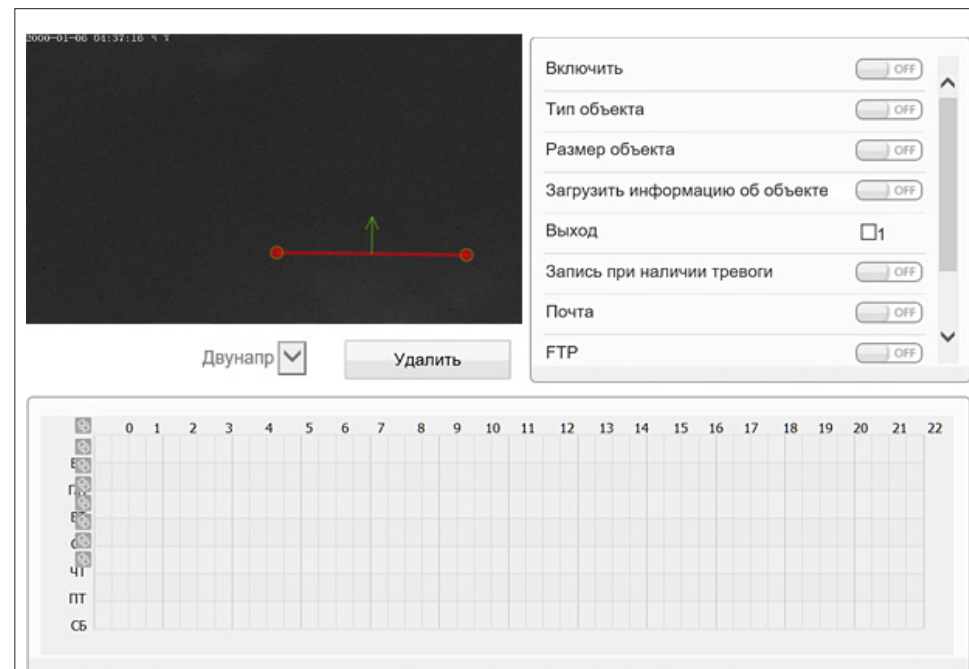 2000-01-06 04:37:16
Включить OFF
Тип объекта OFF
Размер объекта OFF
Загрузить информацию об объекте OFF
Выход 1
Запись при наличии тревоги OFF
Почта OFF
FTP OFF
Двунапр
Удалить
0 1 2 3 4 5 6 7 8 9 10 11 12 13 14 15 16 17 18 19 20 21 22
ЧТ
ПТ
СБ